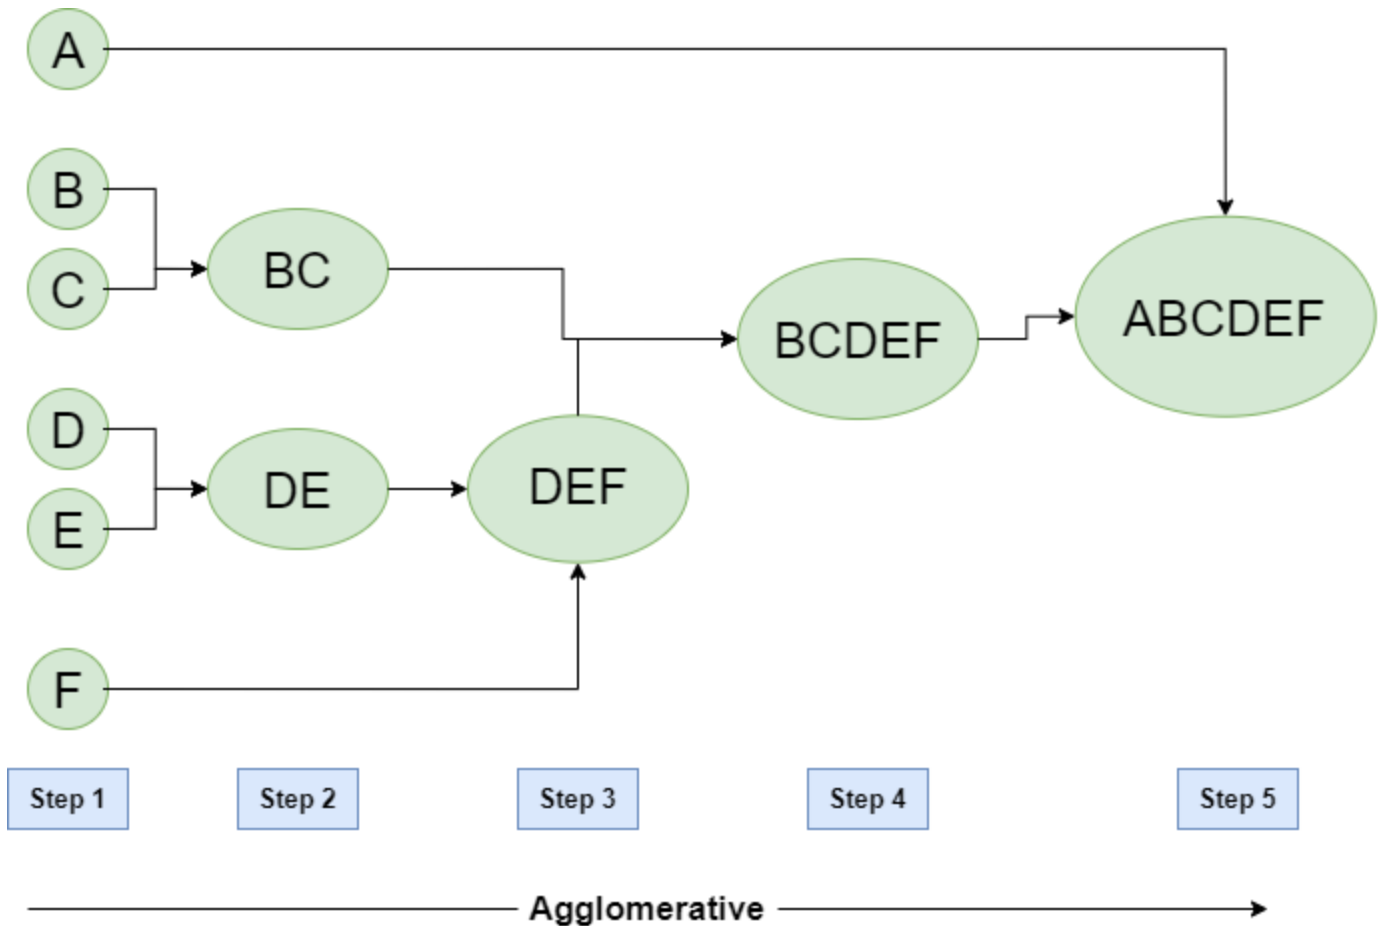 A
B
C
BC
D
E
DE
DEF
F
BCDEF
ABCDEF
Step 1
Step 2
Step 3
Step 4
Step 5
Agglomerative